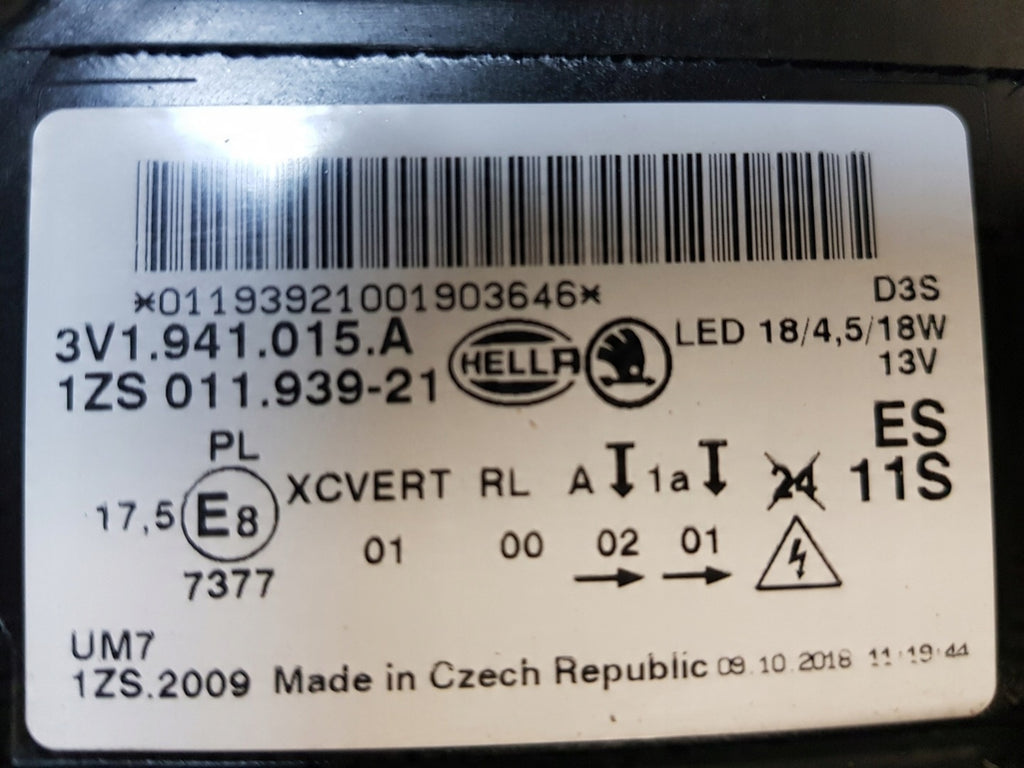 *01193921001903646*
D3S
3V1.941.015.A
HELLA
LED 18/4,5/18W
13V
1ZS 011.939-21
ES
PL
XCVERT RL A 1a 24 11S
17,5 E8
01 00 02 01
7377
UM7
1ZS.2009 Made in Czech Republic 09.10.2018 11:19:44